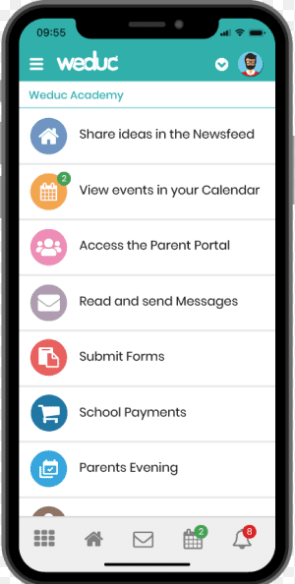 09:55
weduc
Weduc Academy
Share ideas in the Newsfeed
2
View events in your Calendar
Access the Parent Portal
Read and send Messages
Submit Forms
School Payments
Parents Evening
2
8